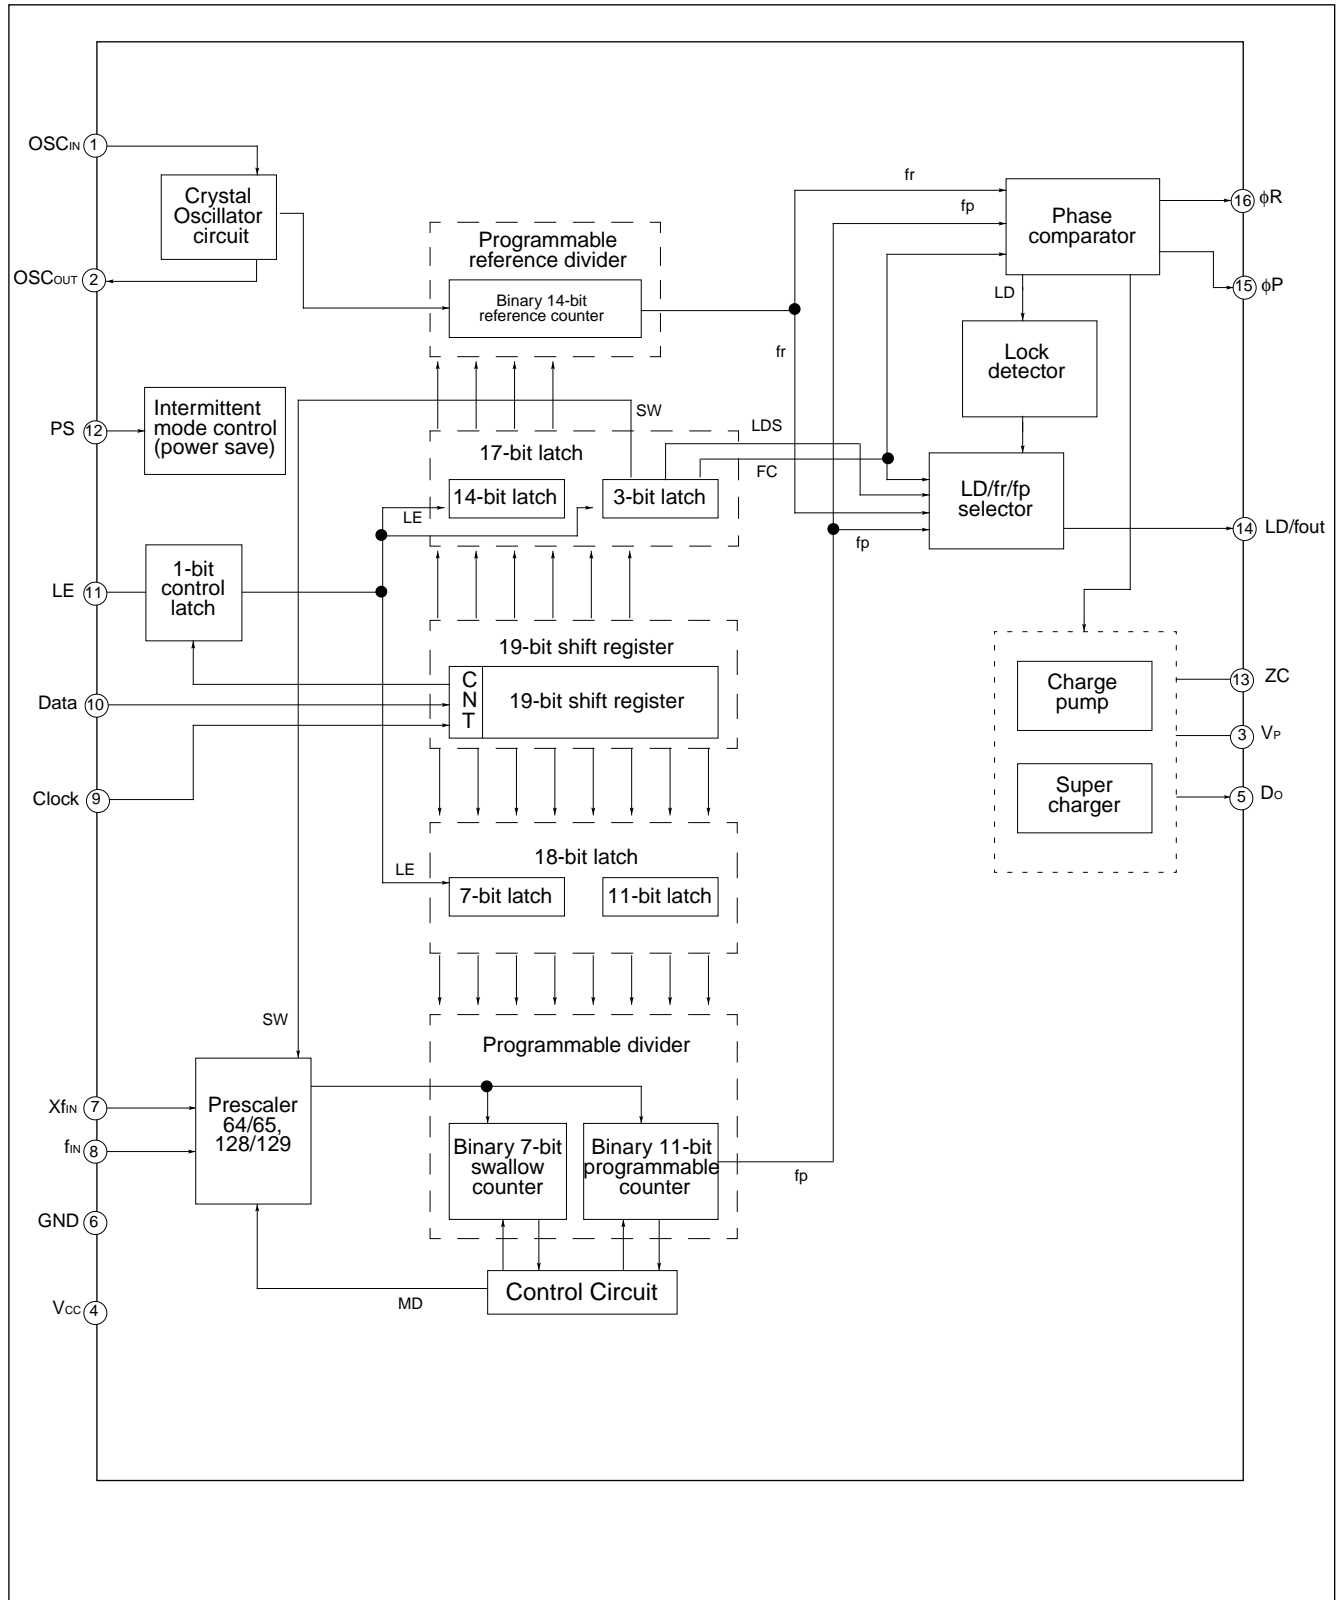 OSCIN 1
Crystal
Oscillator
circuit
OSCOUT 2
Programmable
reference divider
Binary 14-bit
reference counter
fr
fp
fr
Phase
comparator
16 φR
15 φP
LD
Lock
detector
PS 12
Intermittent
mode control
(power save)
SW
LDS
FC
17-bit latch
14-bit latch
3-bit latch
LE
LD/fr/fp
selector
fp
14 LD/fout
LE 11
1-bit
control
latch
19-bit shift register
C
N
T
19-bit shift register
Data 10
Clock 9
Charge
pump
Super
charger
13 ZC
3 VP
5 DO
18-bit latch
LE
7-bit latch
11-bit latch
SW
Programmable divider
XfIN 7
fIN 8
Prescaler
64/65,
128/129
Binary 7-bit
swallow
counter
Binary 11-bit
programmable
counter
fp
GND 6
Control Circuit
MD
VCC 4